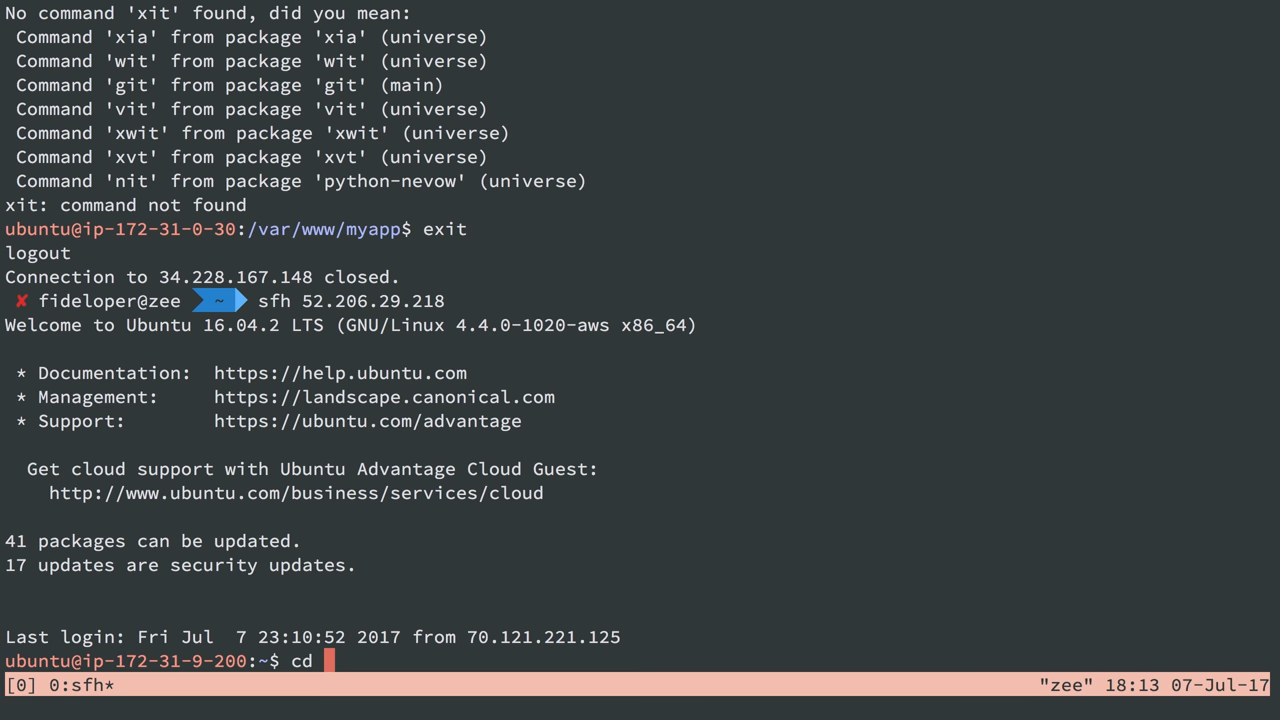 No command 'xit' found, did you mean:
 Command 'xia' from package 'xia' (universe)
 Command 'wit' from package 'wit' (universe)
 Command 'git' from package 'git' (main)
 Command 'vit' from package 'vit' (universe)
 Command 'xwit' from package 'xwit' (universe)
 Command 'xvt' from package 'xvt' (universe)
 Command 'nit' from package 'python-nevow' (universe)
xit: command not found
ubuntu@ip-172-31-0-30:/var/www/myapp$ exit
logout
Connection to 34.228.167.148 closed.
 ✘ fideloper@zee  ~  sfh 52.206.29.218
Welcome to Ubuntu 16.04.2 LTS (GNU/Linux 4.4.0-1020-aws x86_64)
 * Documentation:  https://help.ubuntu.com
 * Management:     https://landscape.canonical.com
 * Support:        https://ubuntu.com/advantage
  Get cloud support with Ubuntu Advantage Cloud Guest:
    http://www.ubuntu.com/business/services/cloud
41 packages can be updated.
17 updates are security updates.
Last login: Fri Jul  7 23:10:52 2017 from 70.121.221.125
ubuntu@ip-172-31-9-200:~$ cd
[0] 0:sfh* "zee" 18:13 07-Jul-17